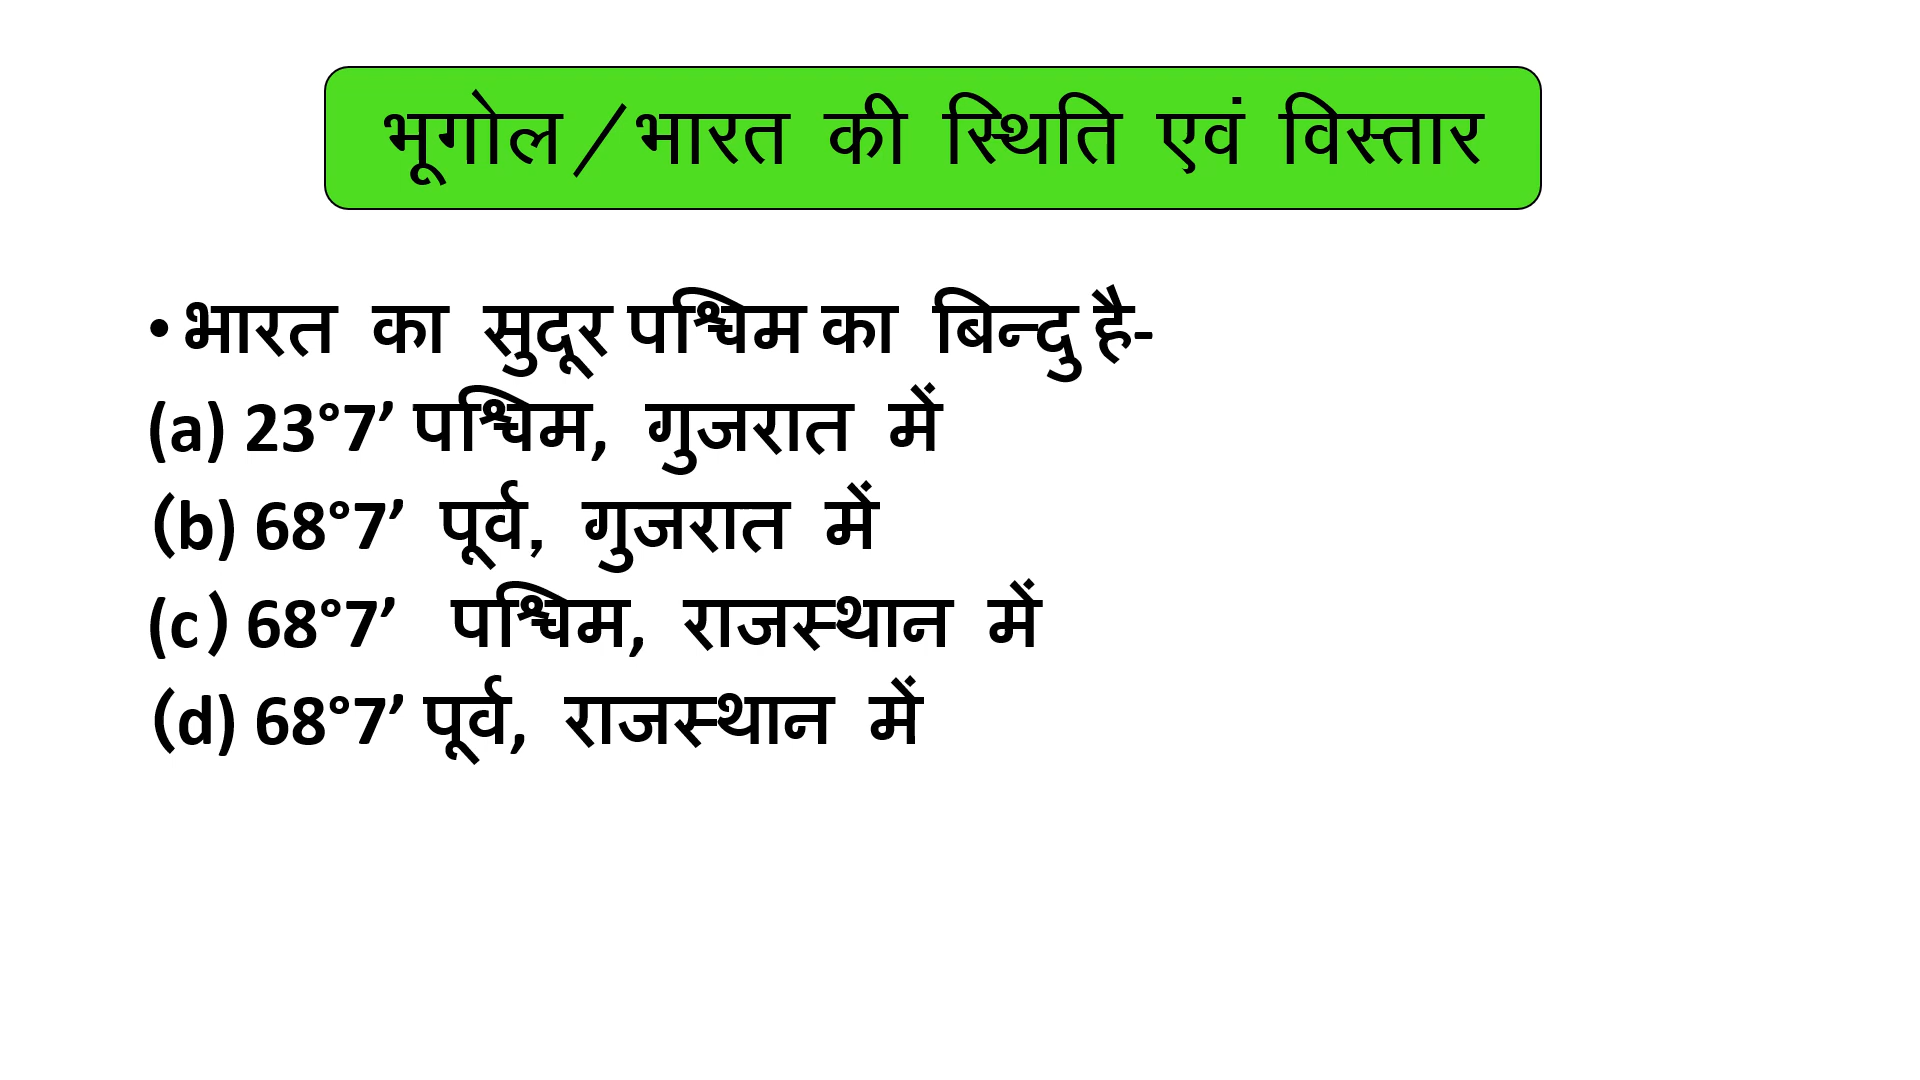 भूगोल/भारत की स्थिति एवं विस्तार
•भारत का सुदूर पश्चिम का बिन्दु है-
(a) 23°7’ पश्चिम, गुजरात में
(b) 68°7’ पूर्व, गुजरात में
(c) 68°7’ पश्चिम, राजस्थान में
(d) 68°7’ पूर्व, राजस्थान में